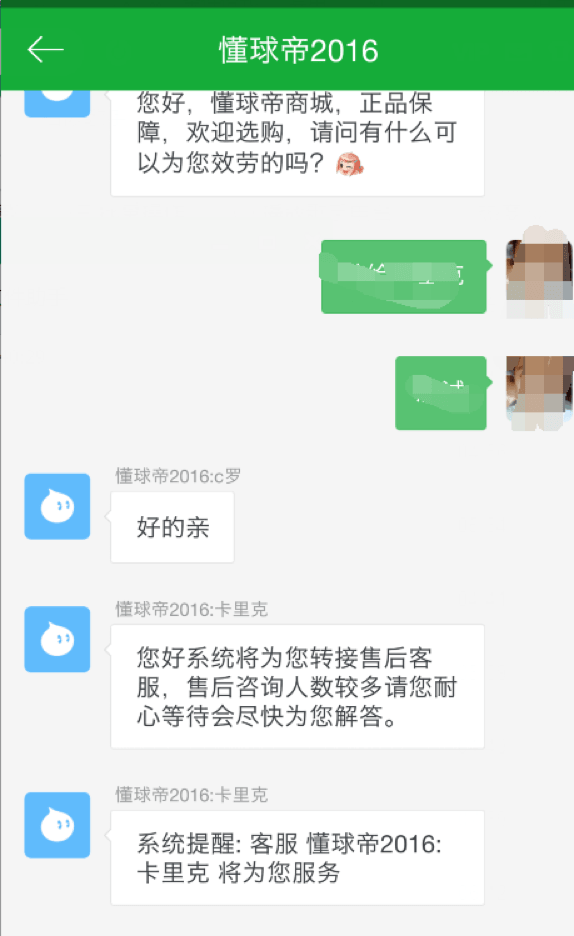 懂球帝2016
您好，懂球帝商城，正品保
障，欢迎选购，请问有什么可
以为您效劳的吗？
懂球帝2016:c罗
好的亲
懂球帝2016:卡里克
您好系统将为您转接售后客
服，售后咨询人数较多请您耐
心等待会尽快为您解答。
懂球帝2016:卡里克
系统提醒: 客服 懂球帝2016:
卡里克 将为您服务